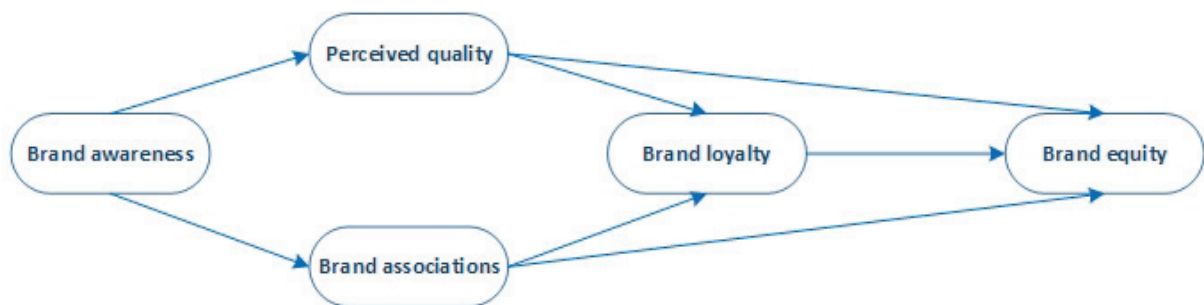 Perceived quality
Brand awareness
Brand loyalty
Brand equity
Brand associations